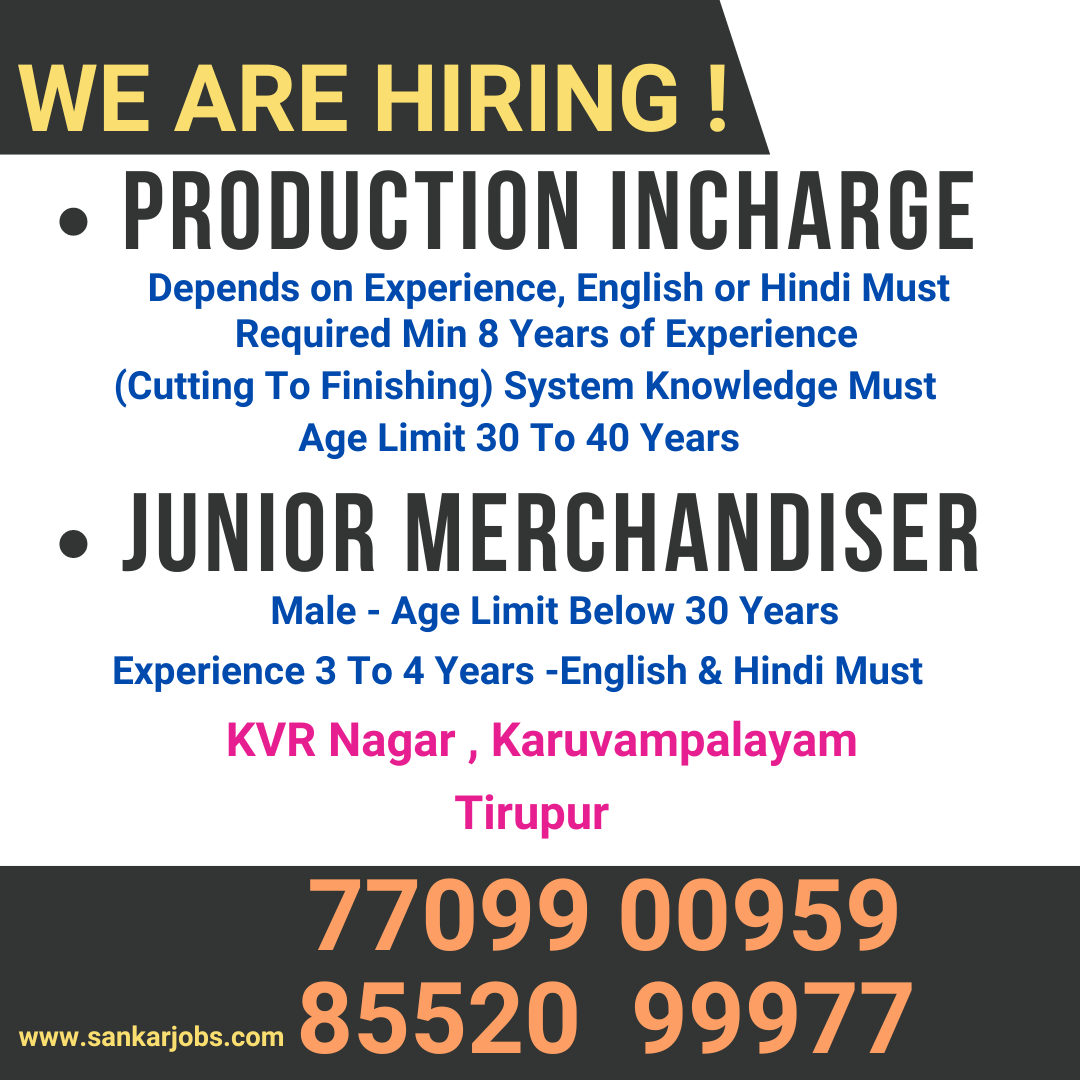 WE ARE HIRING !
• PRODUCTION INCHARGE
Depends on Experience, English or Hindi Must
Required Min 8 Years of Experience
(Cutting To Finishing) System Knowledge Must
Age Limit 30 To 40 Years
• JUNIOR MERCHANDISER
Male - Age Limit Below 30 Years
Experience 3 To 4 Years -English & Hindi Must
KVR Nagar , Karuvampalayam
Tirupur
77099 00959
85520 99977
www.sankarjobs.com